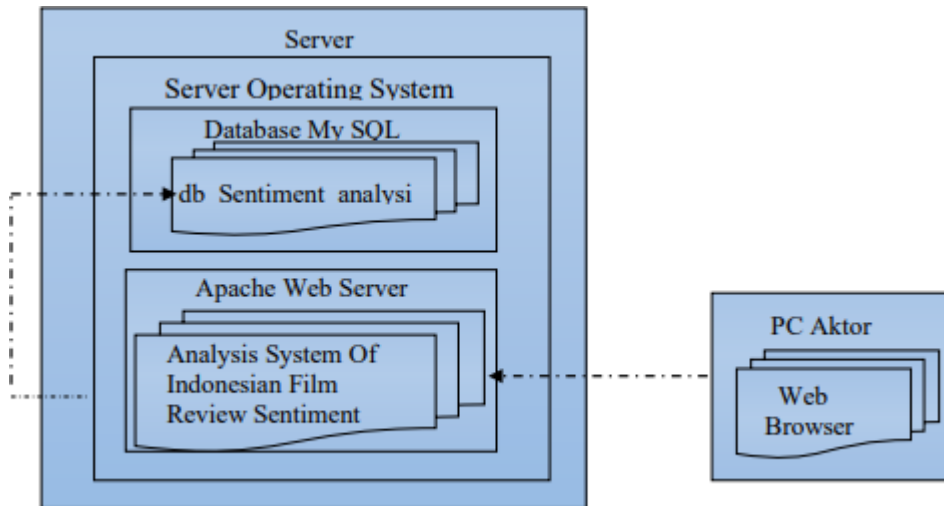 Server
Server Operating System
Database My SQL
db Sentiment analysi
Apache Web Server
Analysis System Of
Indonesian Film
Review Sentiment
PC Aktor
Web
Browser